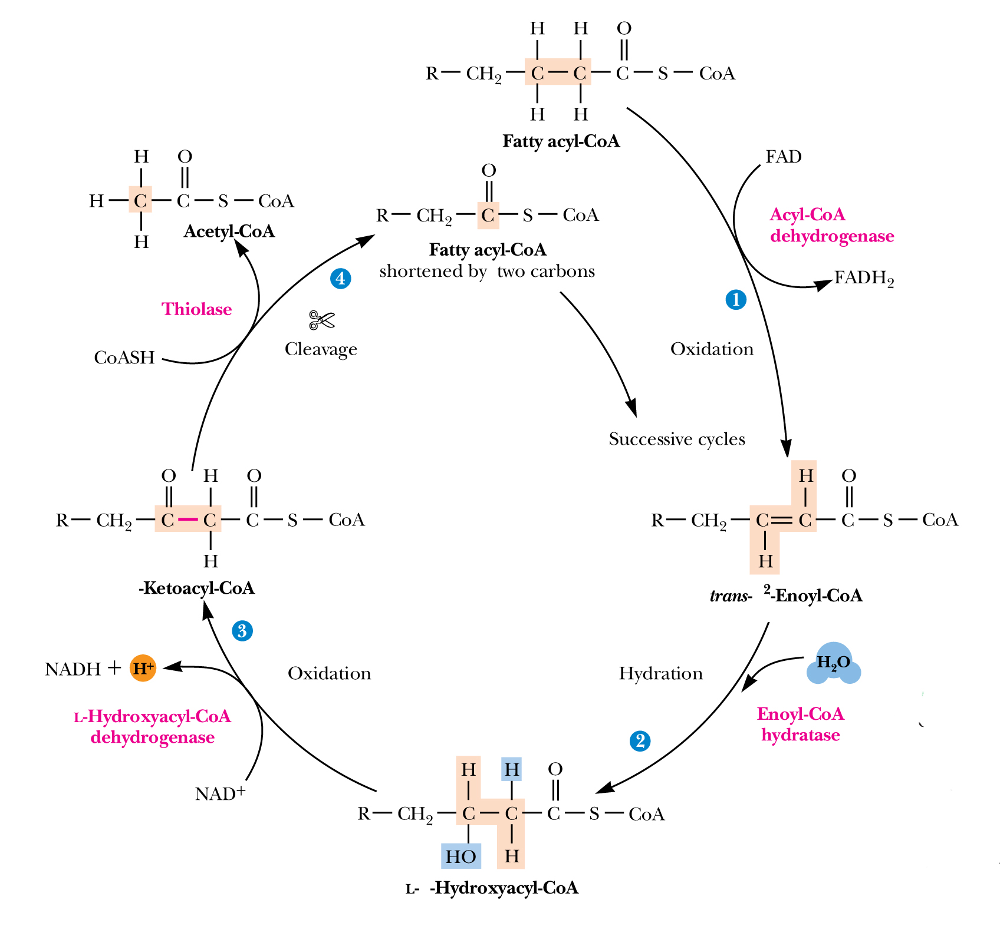 H H O
R — CH₂ — C — C — C — S — CoA
H H
Fatty acyl-CoA
FAD
Acyl-CoA
dehydrogenase
FADH₂
1
Oxidation
H O
H — C — C — S — CoA
H
Acetyl-CoA
O
R — CH₂ — C — S — CoA
Fatty acyl-CoA
shortened by two carbons
4
Thiolase
CoASH
Cleavage
Successive cycles
O H O
R — CH₂ — C — C — C — S — CoA
H
-Ketoacyl-CoA
H O
R — CH₂ — C = C — C — S — CoA
H
trans- ²-Enoyl-CoA
3
NADH + H⁺
Oxidation
L-Hydroxyacyl-CoA
dehydrogenase
NAD⁺
Hydration
H₂O
Enoyl-CoA
hydratase
2
H H O
R — CH₂ — C — C — C — S — CoA
HO H
L- -Hydroxyacyl-CoA